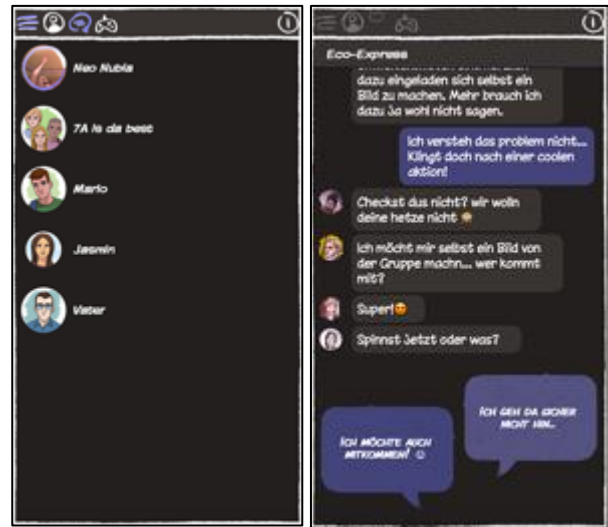 Neo Nubia
7A is da best
Mario
Jasmin
Vater
Eco-Express
dazu eingeladen sich selbst ein
Bild zu machen. Mehr brauch ich
dazu ja wohl nicht sagen.
Ich versteh das problem nicht...
Klingt doch nach einer coolen
aktion!
Checkst dus nicht? wir wolln
deine hetze nicht
Ich möcht mir selbst ein Bild von
der Gruppe machn... wer kommt
mit?
Super!
Spinnst Jetzt oder was?
Ich geh da sicher
nicht hin..
Ich möchte auch
mitkommen! ☺